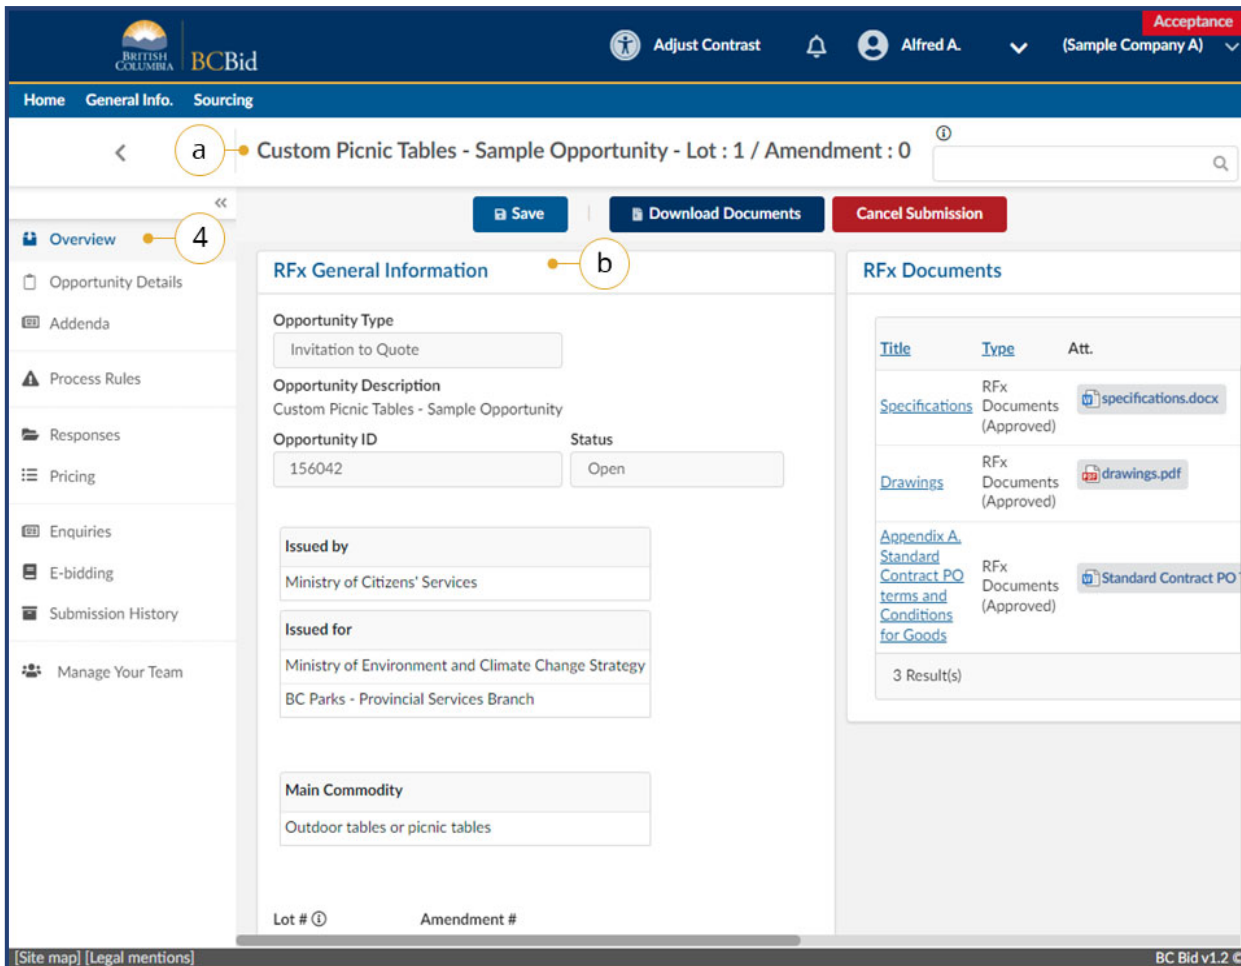 Acceptance
BRITISH
COLUMBIA
BCBid
Adjust Contrast
Alfred A.
(Sample Company A)
Home General Info. Sourcing
a
Custom Picnic Tables - Sample Opportunity - Lot : 1 / Amendment : 0
Save
Download Documents
Cancel Submission
Overview
4
Opportunity Details
Addenda
Process Rules
Responses
Pricing
Enquiries
E-bidding
Submission History
Manage Your Team
RFx General Information
b
Opportunity Type
Invitation to Quote
Opportunity Description
Custom Picnic Tables - Sample Opportunity
Opportunity ID Status
156042 Open
Issued by
Ministry of Citizens' Services
Issued for
Ministry of Environment and Climate Change Strategy
BC Parks - Provincial Services Branch
Main Commodity
Outdoor tables or picnic tables
Lot # Amendment #
RFx Documents
Title Type Att.
Specifications
RFx
Documents
(Approved)
specifications.docx
Drawings
RFx
Documents
(Approved)
drawings.pdf
Appendix A.
Standard
Contract PO
terms and
Conditions
for Goods
RFx
Documents
(Approved)
Standard Contract PO
3 Result(s)
[Site map] [Legal mentions]
BC Bid v1.2 ©